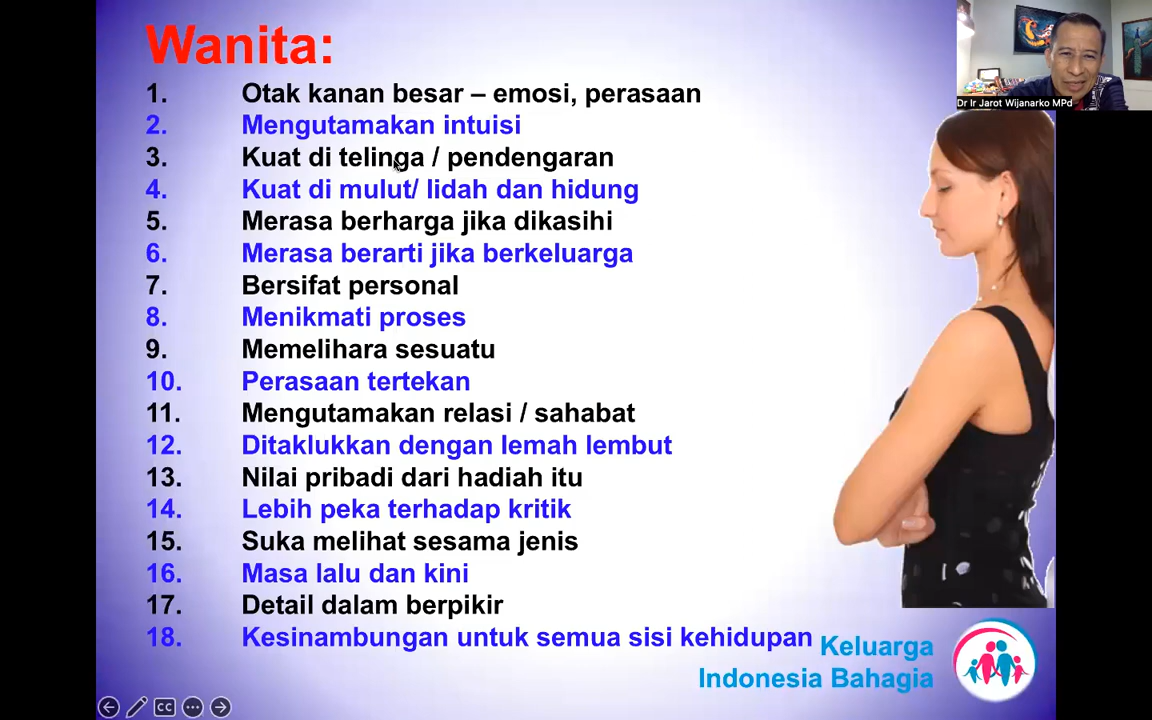 Wanita:
1. Otak kanan besar – emosi, perasaan
2. Mengutamakan intuisi
3. Kuat di telinga / pendengaran
4. Kuat di mulut/ lidah dan hidung
5. Merasa berharga jika dikasihi
6. Merasa berarti jika berkeluarga
7. Bersifat personal
8. Menikmati proses
9. Memelihara sesuatu
10. Perasaan tertekan
11. Mengutamakan relasi / sahabat
12. Ditaklukkan dengan lemah lembut
13. Nilai pribadi dari hadiah itu
14. Lebih peka terhadap kritik
15. Suka melihat sesama jenis
16. Masa lalu dan kini
17. Detail dalam berpikir
18. Kesinambungan untuk semua sisi kehidupan
Keluarga
Indonesia Bahagia
Dr Ir Jarot Wijanarko MPd
CC